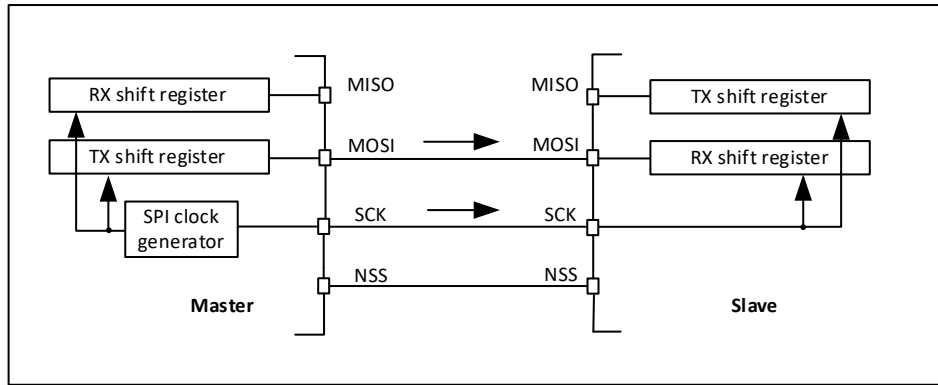 RX shift register
MISO
MISO
TX shift register
TX shift register
MOSI
MOSI
RX shift register
SPI clock
generator
SCK
SCK
NSS
NSS
Master
Slave